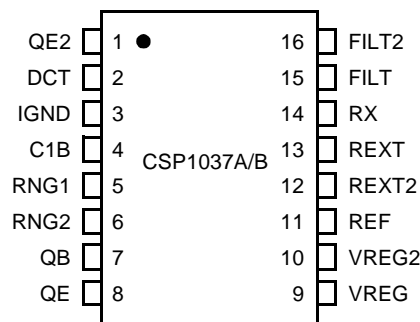 QE2 1 16 FILT2
DCT 2 15 FILT
IGND 3 14 RX
C1B 4 13 REXT
CSP1037A/B
RNG1 5 12 REXT2
RNG2 6 11 REF
QB 7 10 VREG2
QE 8 9 VREG